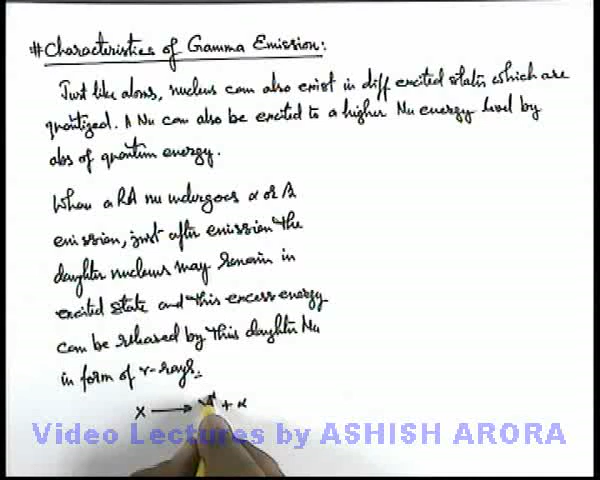 # Characteristics of Gamma Emission:
Just like atoms, nucleus can also exist in diff excited states which are
quantized. A Nu can also be excited to a higher Nu energy level by
abs of quantum energy.
When a RA nu undergoes α or β
emission, just after emission the
daughter nucleus may remain in
excited state and this excess energy
can be released by this daughter Nu
in form of γ-rays.
X ⟶ + α
Video Lectures by ASHISH ARORA